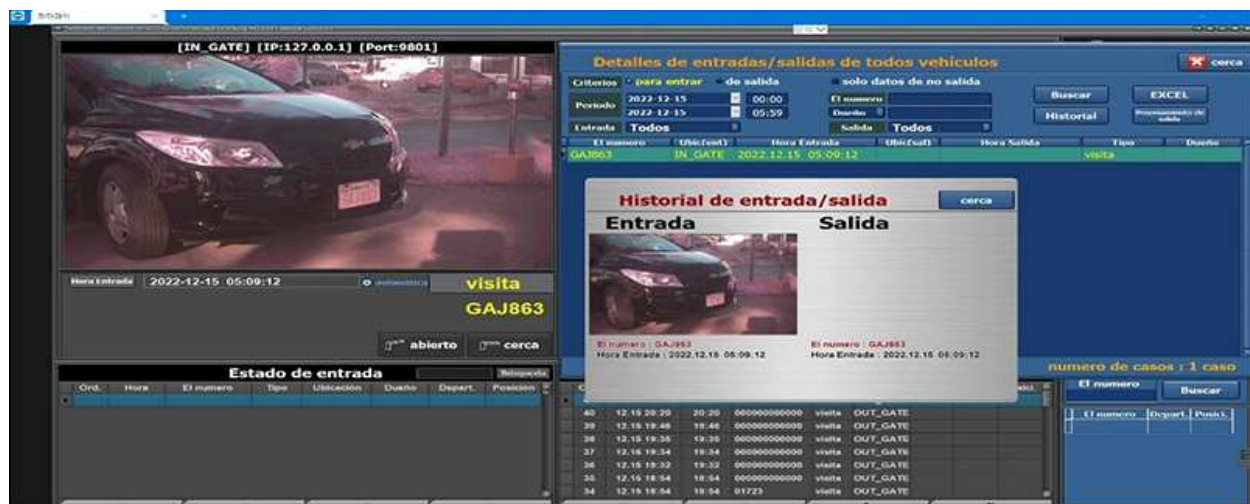 [IN_GATE] [IP:127.0.0.1] [Port:9801]
Hora Entrada 2022-12-15 05:09:12
visita
GAJ863
abierto cerca
Estado de entrada Búsqueda
Ord. Hora El numero Tipo Ubicación Dueño Depart. Posición
Detalles de entradas/salidas de todos vehiculos cerca
Criterios para entrar de salida solo datos de no salida
Periodo 2022-12-15 00:00 El numero
2022-12-15 05:59 Dueño
Entrada Todos Salida Todos
Buscar EXCEL
Historial
El numero Ubic(ent) Hora Entrada Ubic(sal) Hora Salida Tipo Dueño
GAJ863 IN_GATE 2022.12.15 05:09:12 visita
Historial de entrada/salida cerca
Entrada Salida
El numero : GAJ863 El numero : GAJ863
Hora Entrada : 2022.12.15 05:09:12 Hora Entrada : 2022.12.15 05:09:12
numero de casos : 1 caso
El numero Buscar
El numero Depart. Posici.
40 12.15 20:20 20:20 000000000000 visita OUT_GATE
39 12.15 19:46 19:46 000000000000 visita OUT_GATE
38 12.15 19:35 19:35 000000000000 visita OUT_GATE
37 12.15 19:34 19:34 000000000000 visita OUT_GATE
36 12.15 19:32 19:32 000000000000 visita OUT_GATE
35 12.15 18:54 18:54 000000000000 visita OUT_GATE
34 12.15 18:54 18:54 01723 visita OUT_GATE